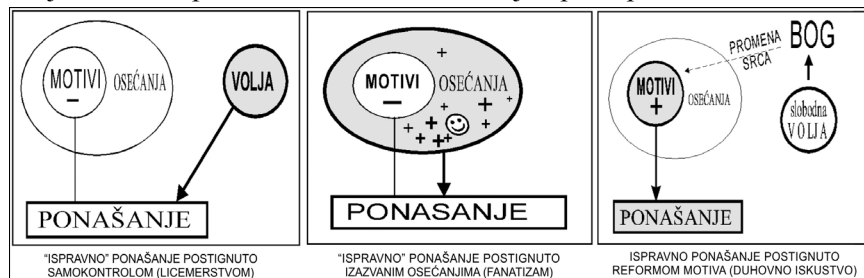 MOTIVI
–
OSEĆANJA
VOLJA
PONAŠANJE
"ISPRAVNO" PONAŠANJE POSTIGNUTO
SAMOKONTROLOM (LICEMERSTVOM)
MOTIVI
–
OSEĆANJA
PONASANJE
"ISPRAVNO" PONAŠANJE POSTIGNUTO
IZAZVANIM OSEĆANJIMA (FANATIZAM)
BOG
PROMENA
SRCA
MOTIVI
+
OSEĆANJA
slobodna
VOLJA
PONAŠANJE
ISPRAVNO PONAŠANJE POSTIGNUTO
REFORMOM MOTIVA (DUHOVNO ISKUSTVO)